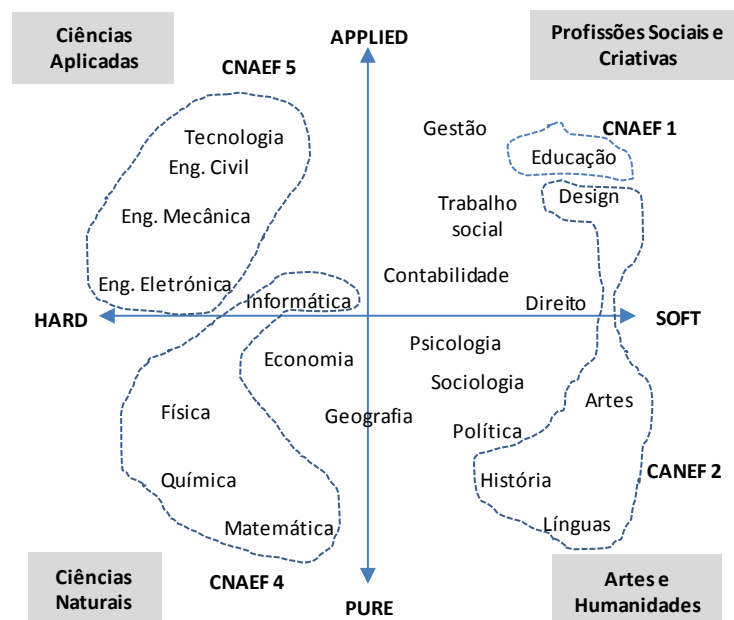 Ciências
Aplicadas
APPLIED
Profissões Sociais e
Criativas
CNAEF 5
Gestão
CNAEF 1
Tecnologia
Eng. Civil
Educação
Eng. Mecânica
Trabalho
social
Design
Eng. Eletrónica
Contabilidade
Informática
Direito
HARD
SOFT
Economia
Psicologia
Sociologia
Física
Geografia
Artes
Política
Química
História
CANEF 2
Matemática
Línguas
Ciências
Naturais
CNAEF 4
PURE
Artes e
Humanidades